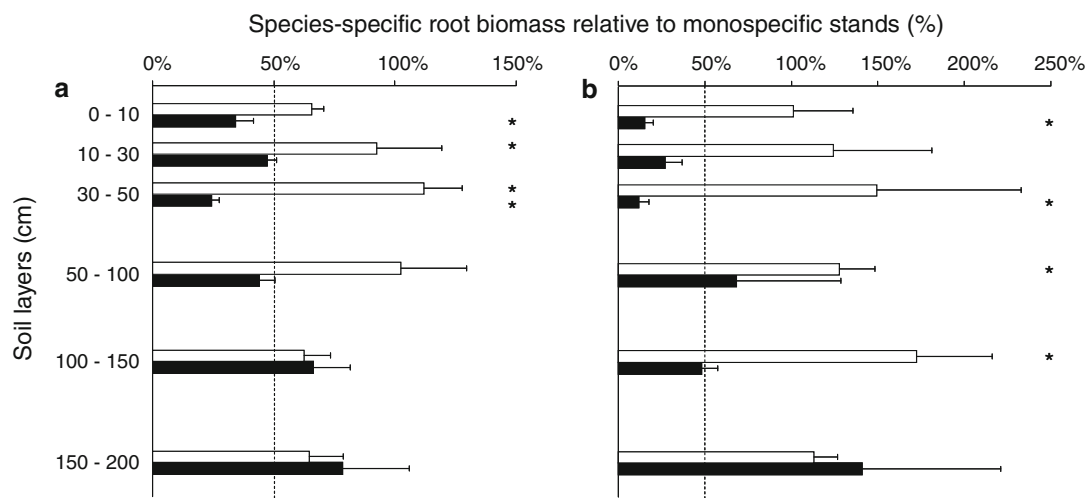 Species-specific root biomass relative to monospecific stands (%)
0% 50% 100% 150%
0% 50% 100% 150% 200% 250%
a
b
Soil layers (cm)
0 - 10
*
*
10 - 30
*
30 - 50
*
*
*
50 - 100
*
100 - 150
*
150 - 200